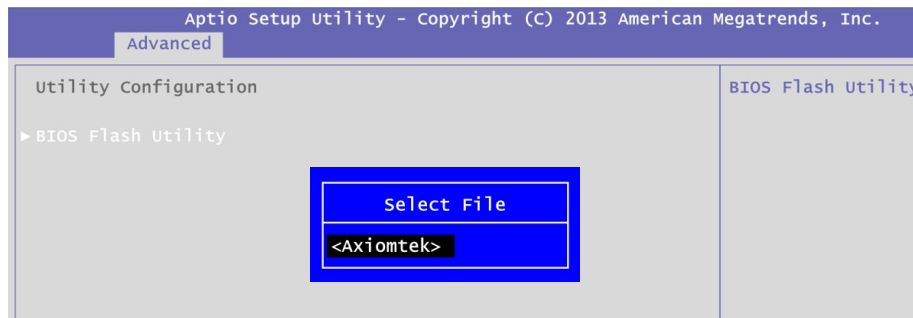 Aptio Setup Utility - Copyright (C) 2013 American Megatrends, Inc.
Advanced
Utility Configuration
BIOS Flash Utility
BIOS Flash Utility
Select File
<Axiomtek>